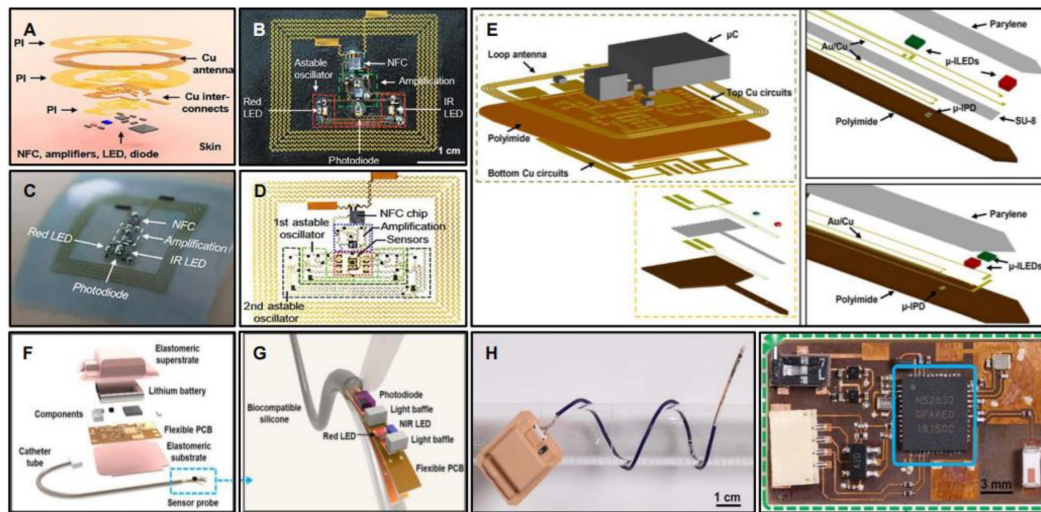 A
PI
PI
PI
Cu
antenna
Cu inter-
connects
NFC, amplifiers, LED, diode
Skin
B
Astable
oscillator
NFC
Amplification
Red
LED
IR
LED
Photodiode
1 cm
C
NFC
Red LED
Amplification
IR LED
Photodiode
D
NFC chip
1st astable
oscillator
Amplification
Sensors
2nd astable
oscillator
E
µC
Loop antenna
Top Cu circuits
Polyimide
Bottom Cu circuits
Parylene
Au/Cu
µ-ILEDs
Polyimide
µ-IPD
SU-8
Parylene
Au/Cu
µ-ILEDs
Polyimide
µ-IPD
F
Elastomeric
superstrate
Lithium battery
Components
Flexible PCB
Catheter
tube
Elastomeric
substrate
Sensor probe
G
Biocompatible
silicone
Photodiode
Light baffle
NIR LED
Red LED
Light baffle
Flexible PCB
H
1 cm
N52832
QFAAE0
1815CC
A2D
3 mm